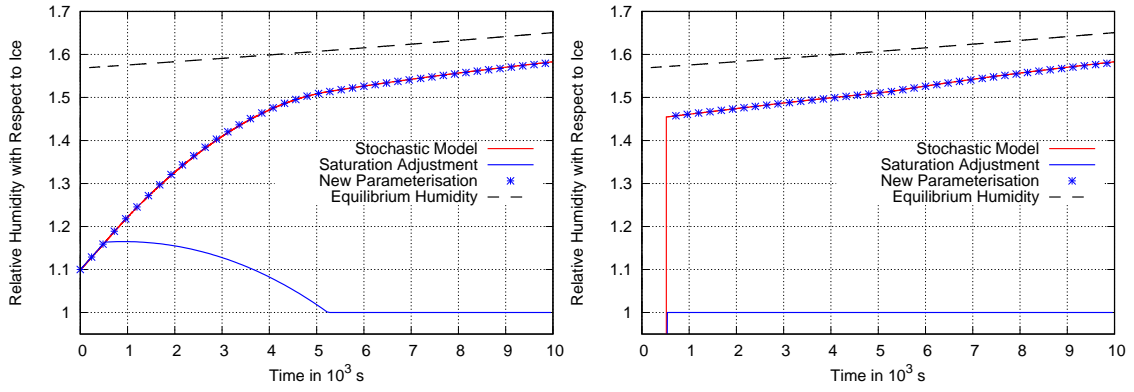 1.7
1.6
1.5
1.4
1.3
1.2
1.1
1
Relative Humidity with Respect to Ice
Stochastic Model
Saturation Adjustment
New Parameterisation
Equilibrium Humidity
0 1 2 3 4 5 6 7 8 9 10
Time in 10³ s
1.7
1.6
1.5
1.4
1.3
1.2
1.1
1
Relative Humidity with Respect to Ice
Stochastic Model
Saturation Adjustment
New Parameterisation
Equilibrium Humidity
0 1 2 3 4 5 6 7 8 9 10
Time in 10³ s